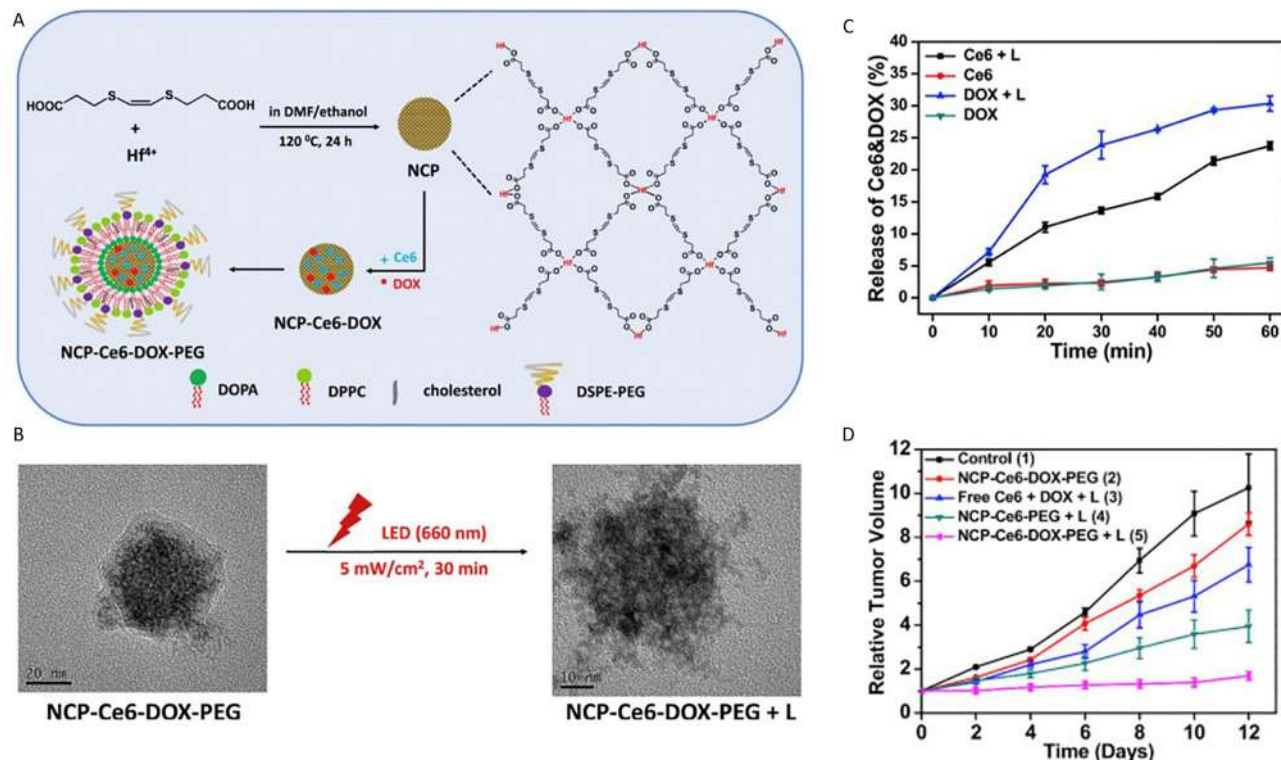 A
HOOC
S
S
COOH
+
Hf⁴⁺
in DMF/ethanol
120 ⁰C, 24 h
NCP
+ Ce6
• DOX
NCP-Ce6-DOX
NCP-Ce6-DOX-PEG
DOPA
DPPC
cholesterol
DSPE-PEG
B
20 nm
NCP-Ce6-DOX-PEG
LED (660 nm)
5 mW/cm², 30 min
10 nm
NCP-Ce6-DOX-PEG + L
C
Release of Ce6&DOX (%)
40
35
30
25
20
15
10
5
0
Ce6 + L
Ce6
DOX + L
DOX
0 10 20 30 40 50 60
Time (min)
D
Relative Tumor Volume
12
10
8
6
4
2
0
Control (1)
NCP-Ce6-DOX-PEG (2)
Free Ce6 + DOX + L (3)
NCP-Ce6-PEG + L (4)
NCP-Ce6-DOX-PEG + L (5)
0 2 4 6 8 10 12
Time (Days)